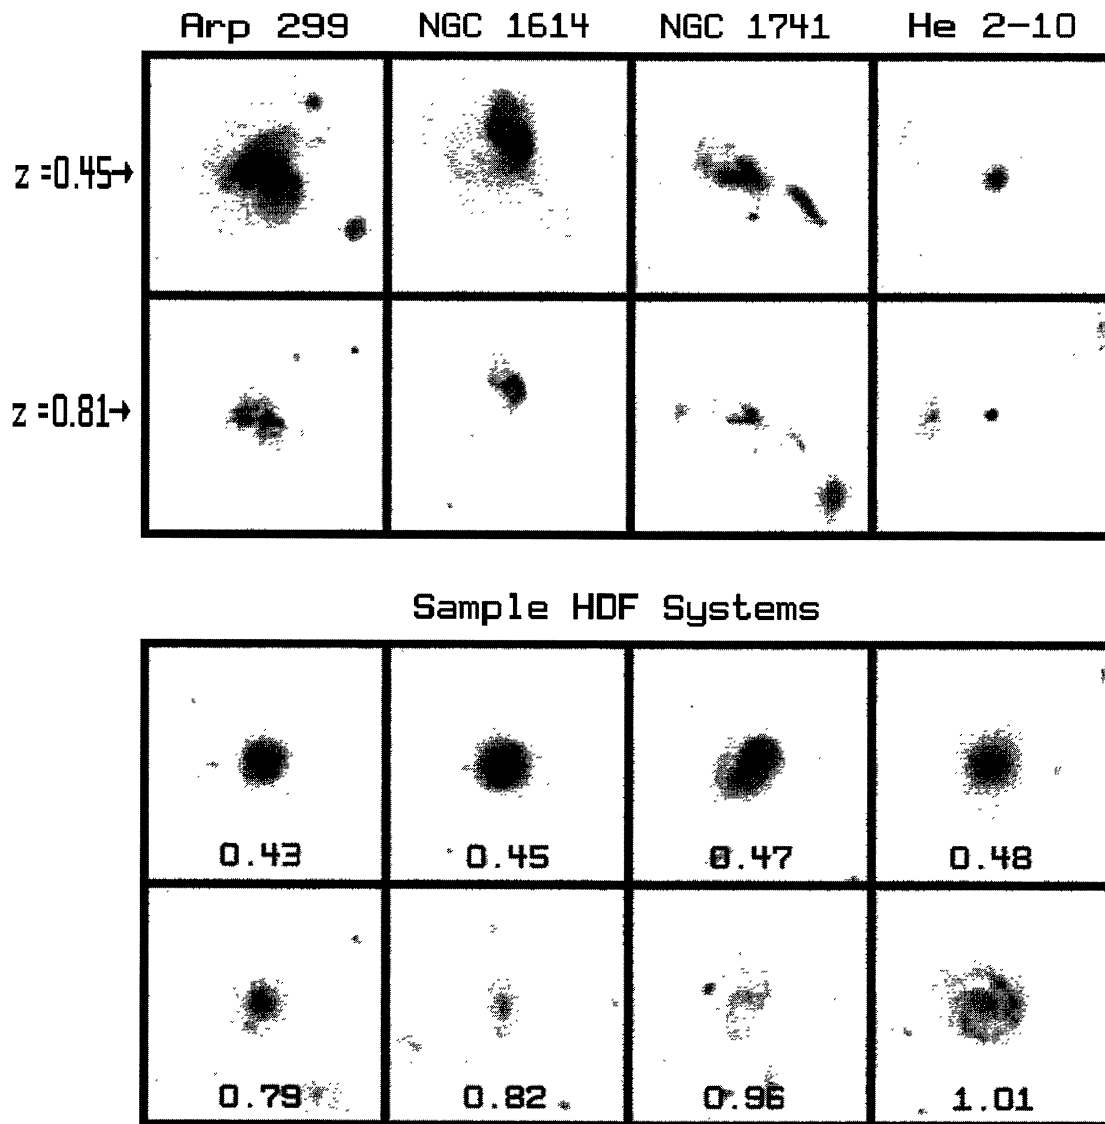 Arp 299 NGC 1614 NGC 1741 He 2-10
z=0.45→
z=0.81→
Sample HDF Systems
0.43 0.45 0.47 0.48
0.79 0.82 0.96 1.01